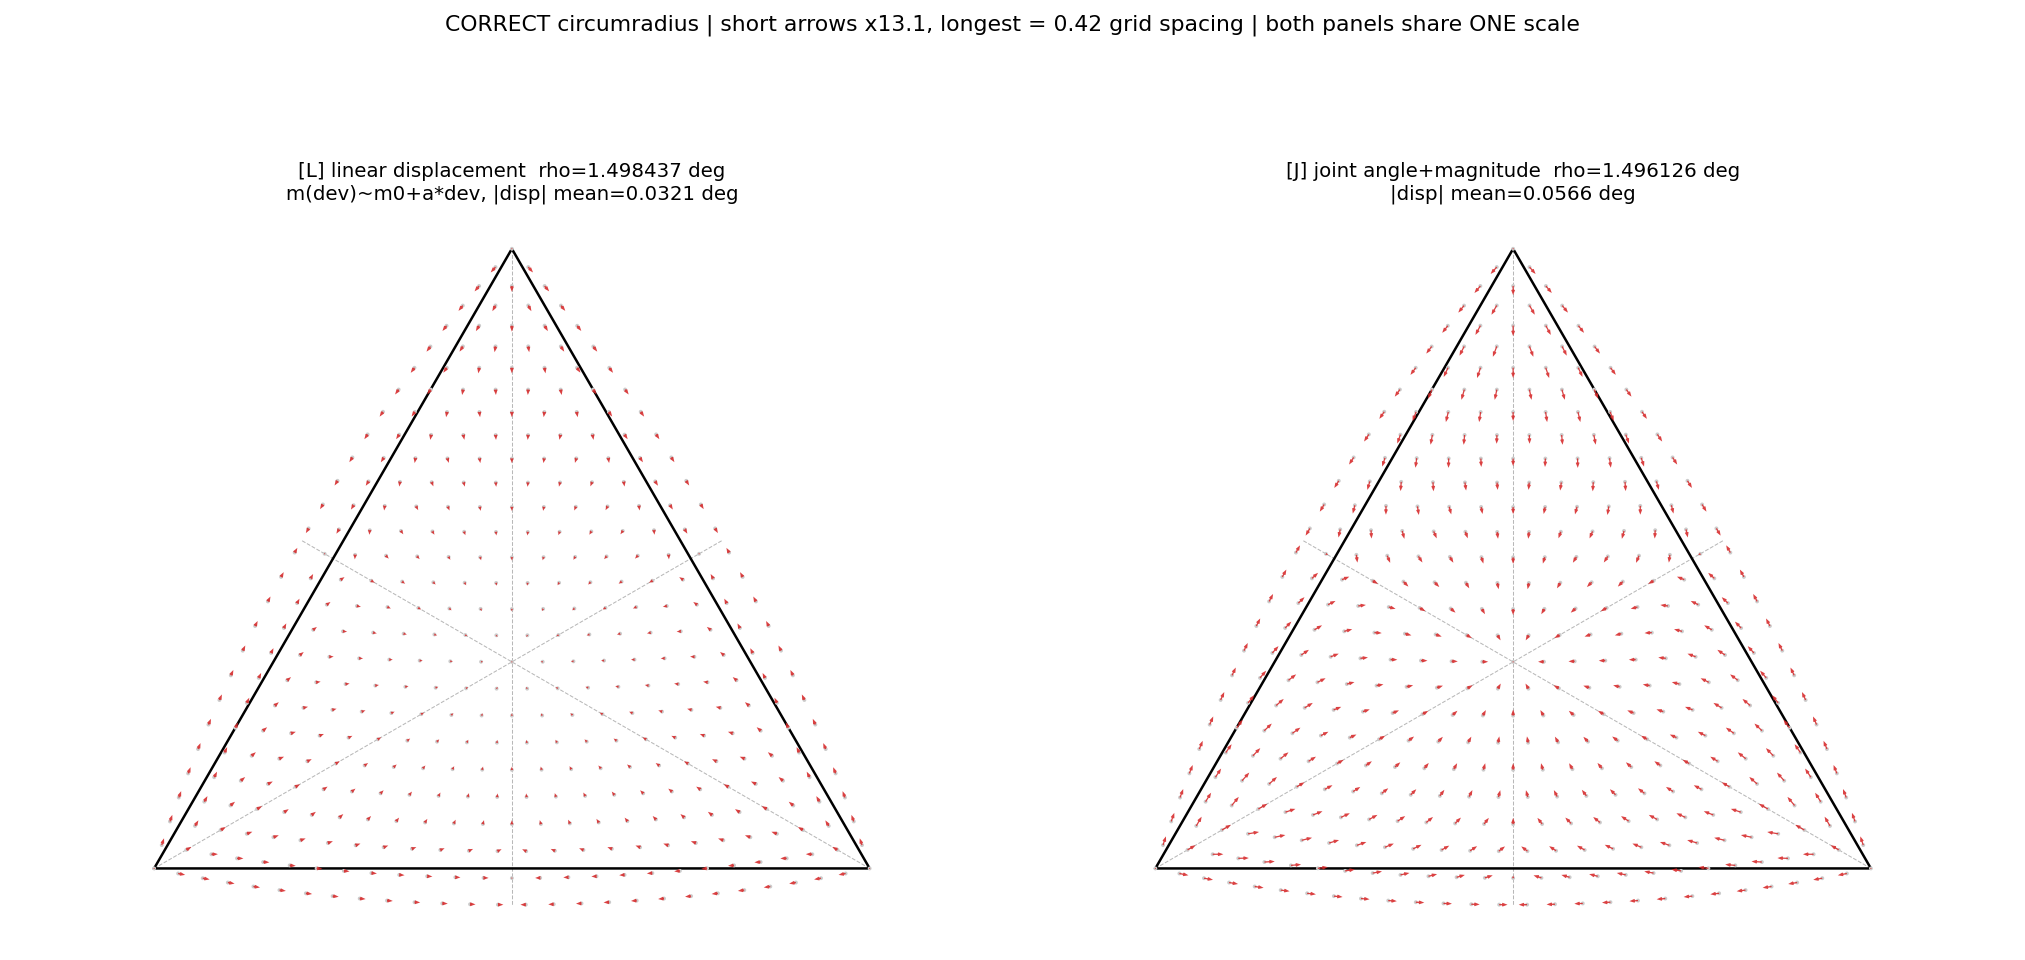 CORRECT circumradius | short arrows x13.1, longest = 0.42 grid spacing | both panels share ONE scale
[L] linear displacement  rho=1.498437 deg
m(dev)~m0+a*dev, |disp| mean=0.0321 deg
[J] joint angle+magnitude  rho=1.496126 deg
|disp| mean=0.0566 deg